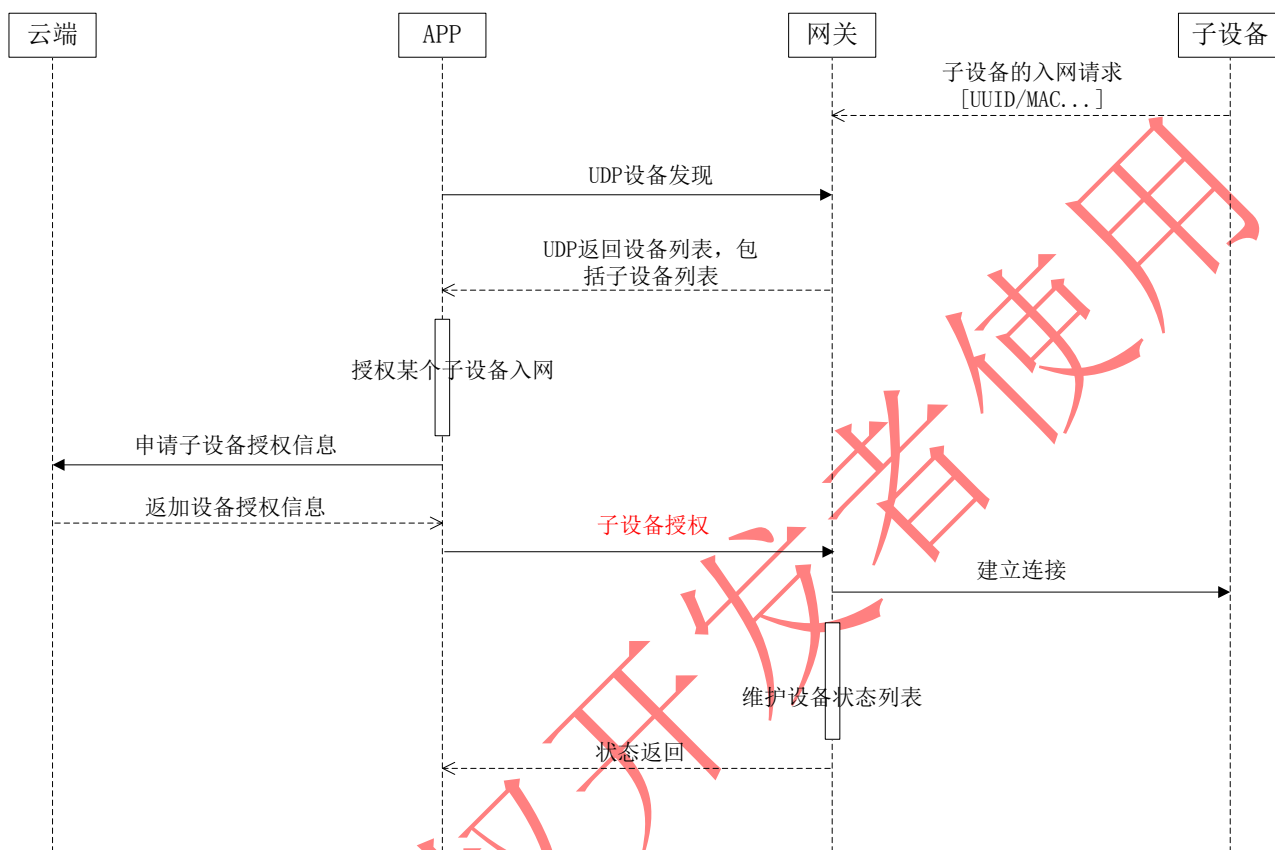 云端
APP
网关
子设备
子设备的入网请求
[UUID/MAC...]
UDP设备发现
UDP返回设备列表，包
括子设备列表
授权某个子设备入网
申请子设备授权信息
返加设备授权信息
子设备授权
建立连接
维护设备状态列表
状态返回
开发者使用